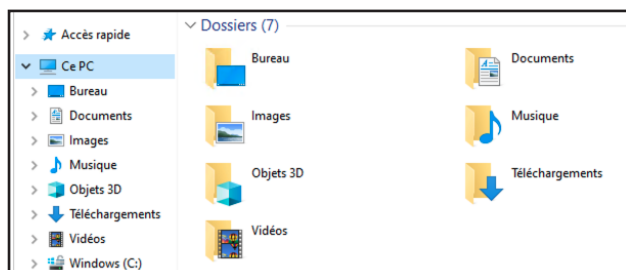 Accès rapide
Ce PC
Bureau
Documents
Images
Musique
Objets 3D
Téléchargements
Vidéos
Windows (C:)
Dossiers (7)
Bureau
Documents
Images
Musique
Objets 3D
Téléchargements
Vidéos